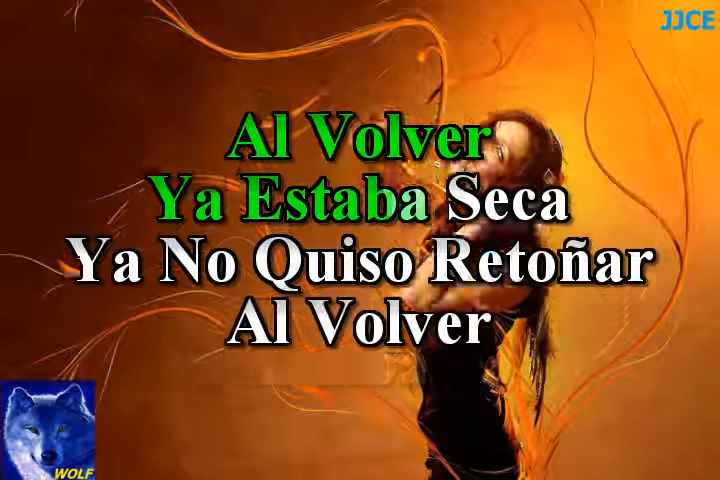 JJCE
Al Volver
Ya Estaba Seca
Ya No Quiso Retoñar
Al Volver
WOLF